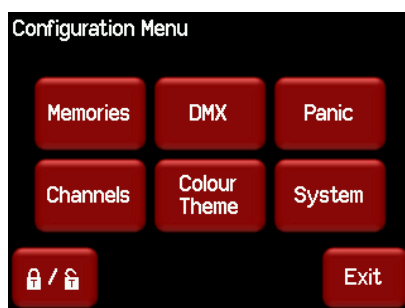 Configuration Menu
Memories
DMX
Panic
Channels
Colour
Theme
System
/
Exit